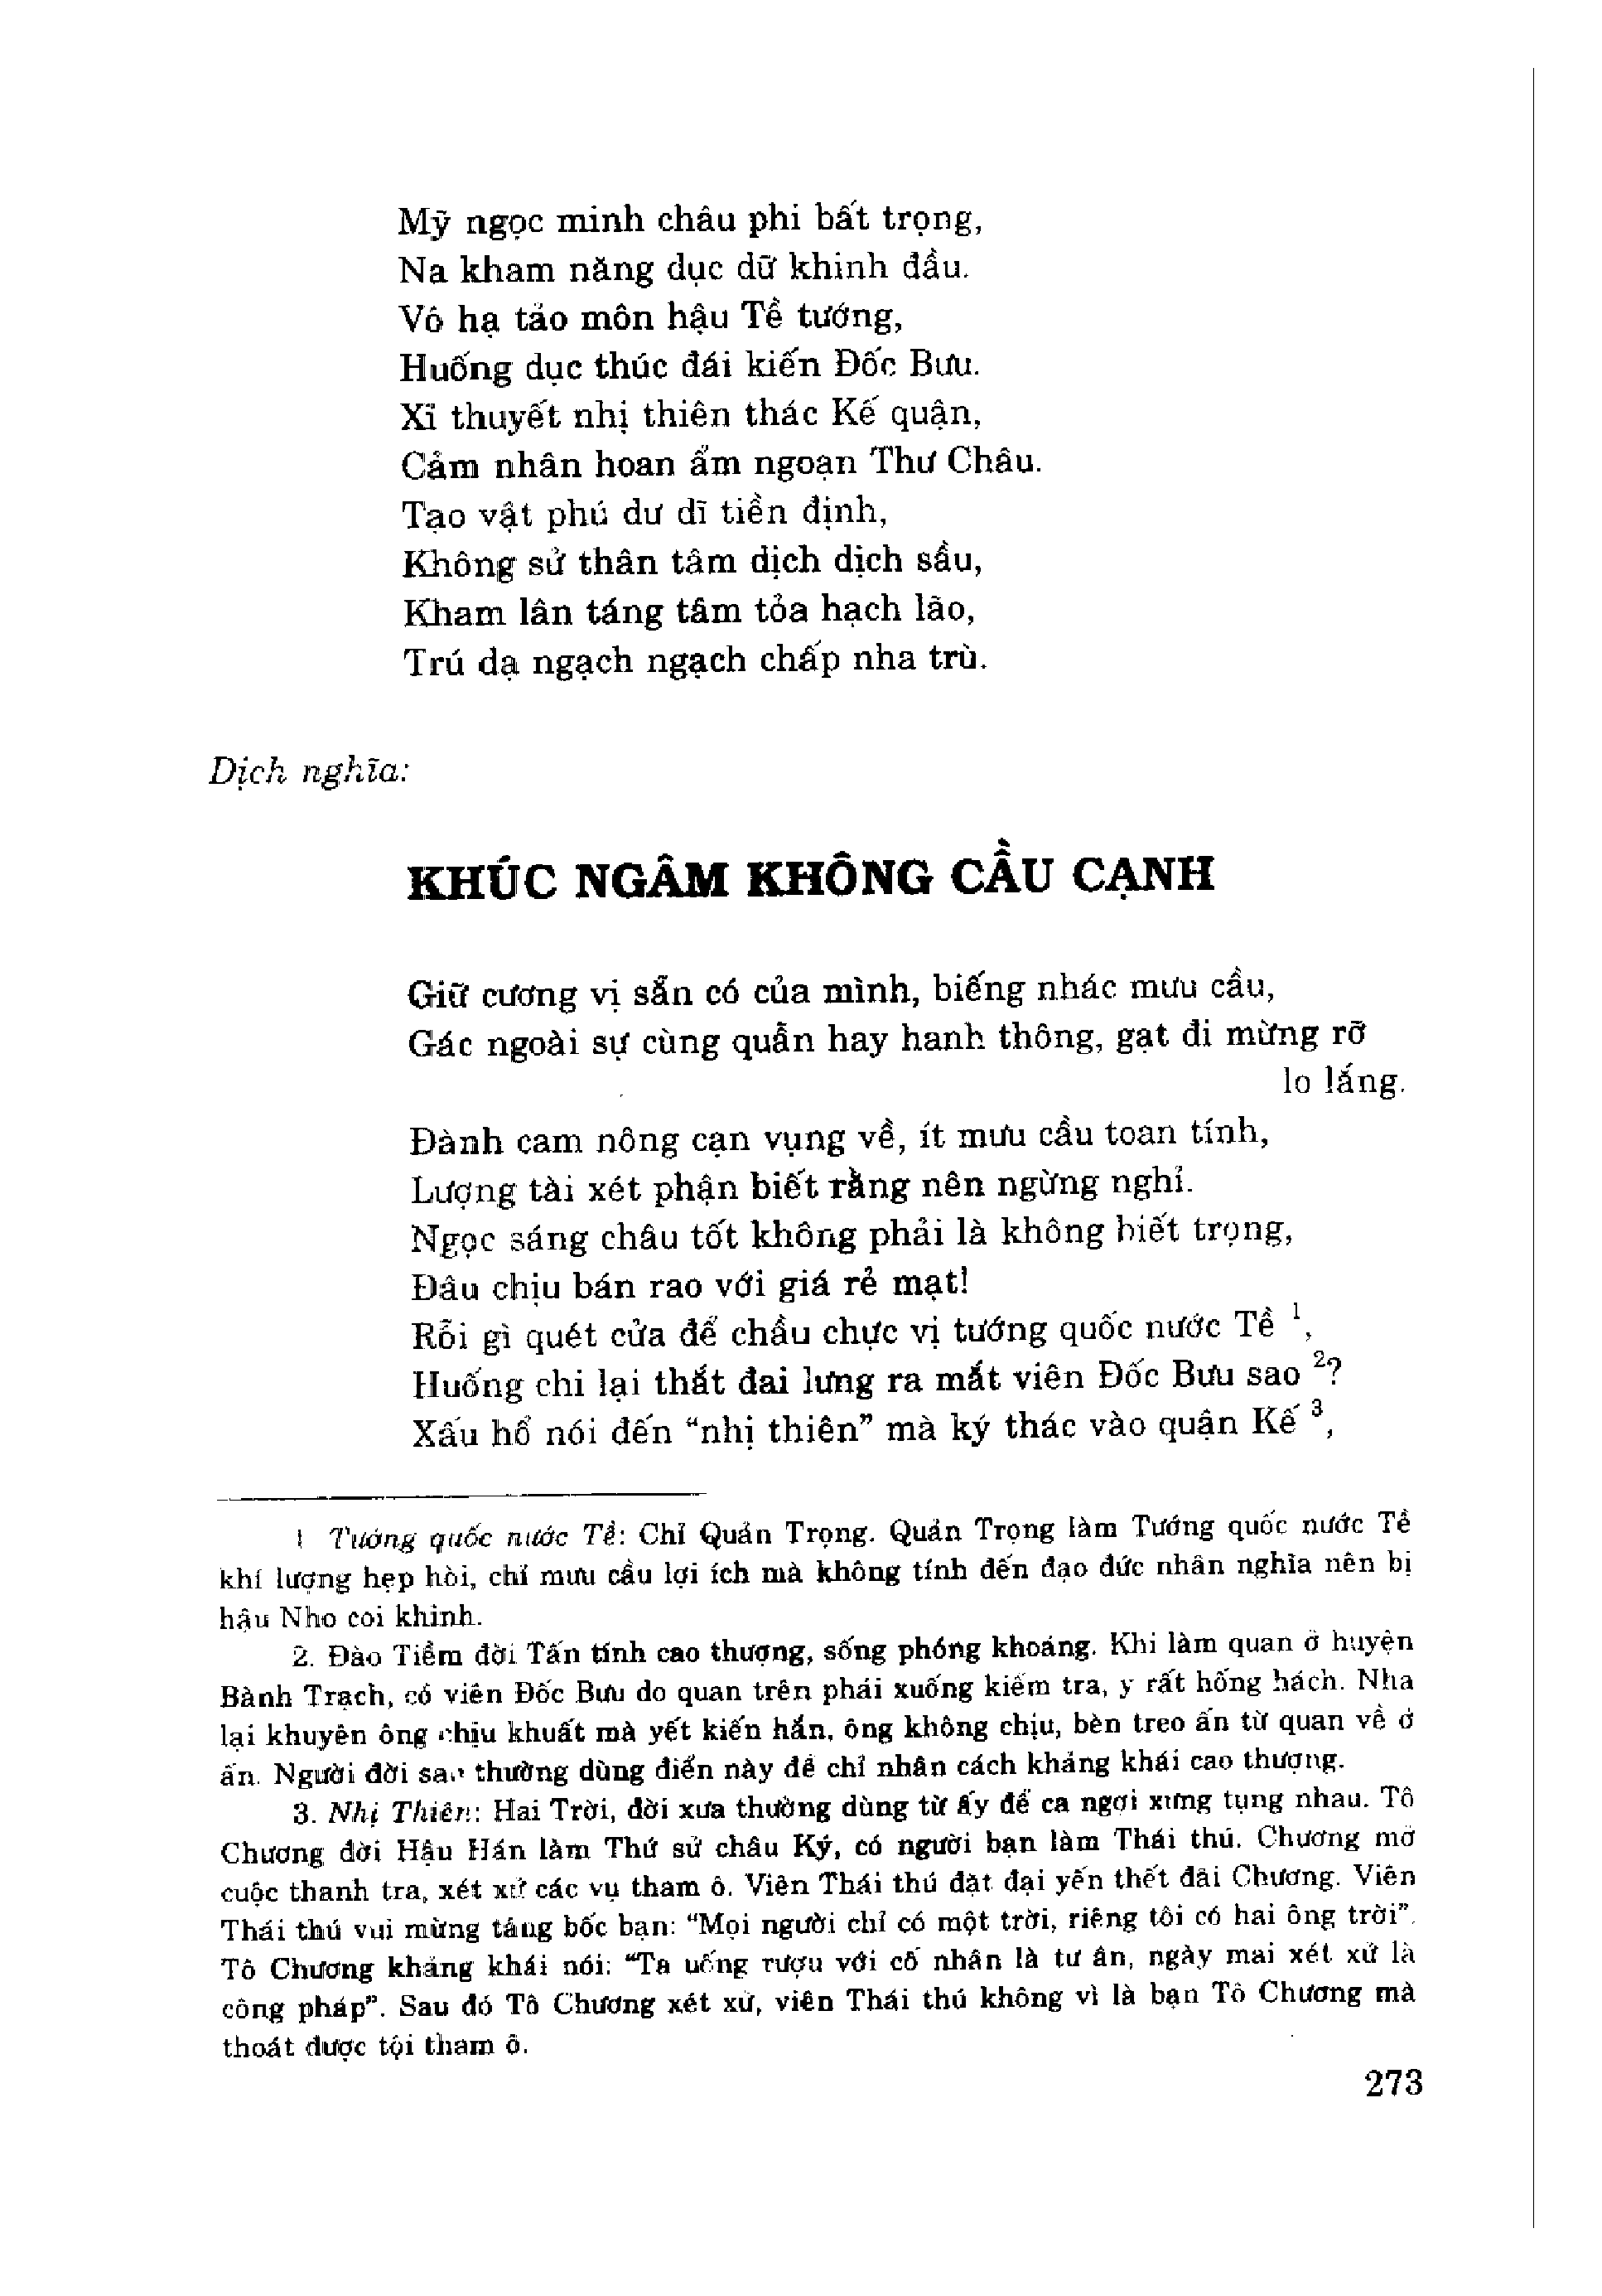 Mỹ ngọc minh châu phi bất trọng,
Na kham năng dục dữ khinh đầu.
Vô hạ tảo môn hậu Tề tướng,
Huống dục thúc đái kiến Đốc Bưu.
Xỉ thuyết nhị thiên thác Kế quận,
Cảm nhân hoan ẩm ngoạn Thư Châu.
Tạo vật phú dư dĩ tiền định,
Không sử thân tâm dịch dịch sầu,
Kham lân táng tâm tỏa hạch lão,
Trú dạ ngạch ngạch chấp nha trù.
Dịch nghĩa:
KHÚC NGÂM KHÔNG CẦU CẠNH
Giữ cương vị sẵn có của mình, biếng nhác mưu cầu,
Gác ngoài sự cùng quẫn hay hanh thông, gạt đi mừng rỡ
lo lắng.
Đành cam nông cạn vụng về, ít mưu cầu toan tính,
Lượng tài xét phận biết rằng nên ngừng nghỉ.
Ngọc sáng châu tốt không phải là không biết trọng,
Đâu chịu bán rao với giá rẻ mạt!
Rỗi gì quét cửa để chầu chực vị tướng quốc nước Tề 1,
Huống chi lại thắt đai lưng ra mắt viên Đốc Bưu sao 2?
Xấu hổ nói đến “nhị thiên” mà ký thác vào quận Kế 3,
1 Tướng quốc nước Tề: Chỉ Quản Trọng. Quản Trọng làm Tướng quốc nước Tề
khí lượng hẹp hòi, chỉ mưu cầu lợi ích mà không tính đến đạo đức nhân nghĩa nên bị
hậu Nho coi khinh.
2. Đào Tiềm đời Tấn tính cao thượng, sống phóng khoáng. Khi làm quan ở huyện
Bành Trạch, có viên Đốc Bưu do quan trên phái xuống kiểm tra, y rất hống hách. Nha
lại khuyên ông chịu khuất mà yết kiến hắn, ông không chịu, bèn treo ấn từ quan về ở
ẩn. Người đời sau thường dùng điển này để chỉ nhân cách khảng khái cao thượng.
3. Nhị Thiên: Hai Trời, đời xưa thường dùng từ ấy để ca ngợi xưng tụng nhau. Tô
Chương đời Hậu Hán làm Thứ sử châu Ký, có người bạn làm Thái thú. Chương mở
cuộc thanh tra, xét xử các vụ tham ô. Viên Thái thú đặt đại yến thết đãi Chương. Viên
Thái thú vui mừng tâng bốc bạn: “Mọi người chỉ có một trời, riêng tôi có hai ông trời”.
Tô Chương khảng khái nói: “Ta uống rượu với cố nhân là tư ân, ngày mai xét xử là
công pháp”. Sau đó Tô Chương xét xử, viên Thái thú không vì là bạn Tô Chương mà
thoát được tội tham ô.
273